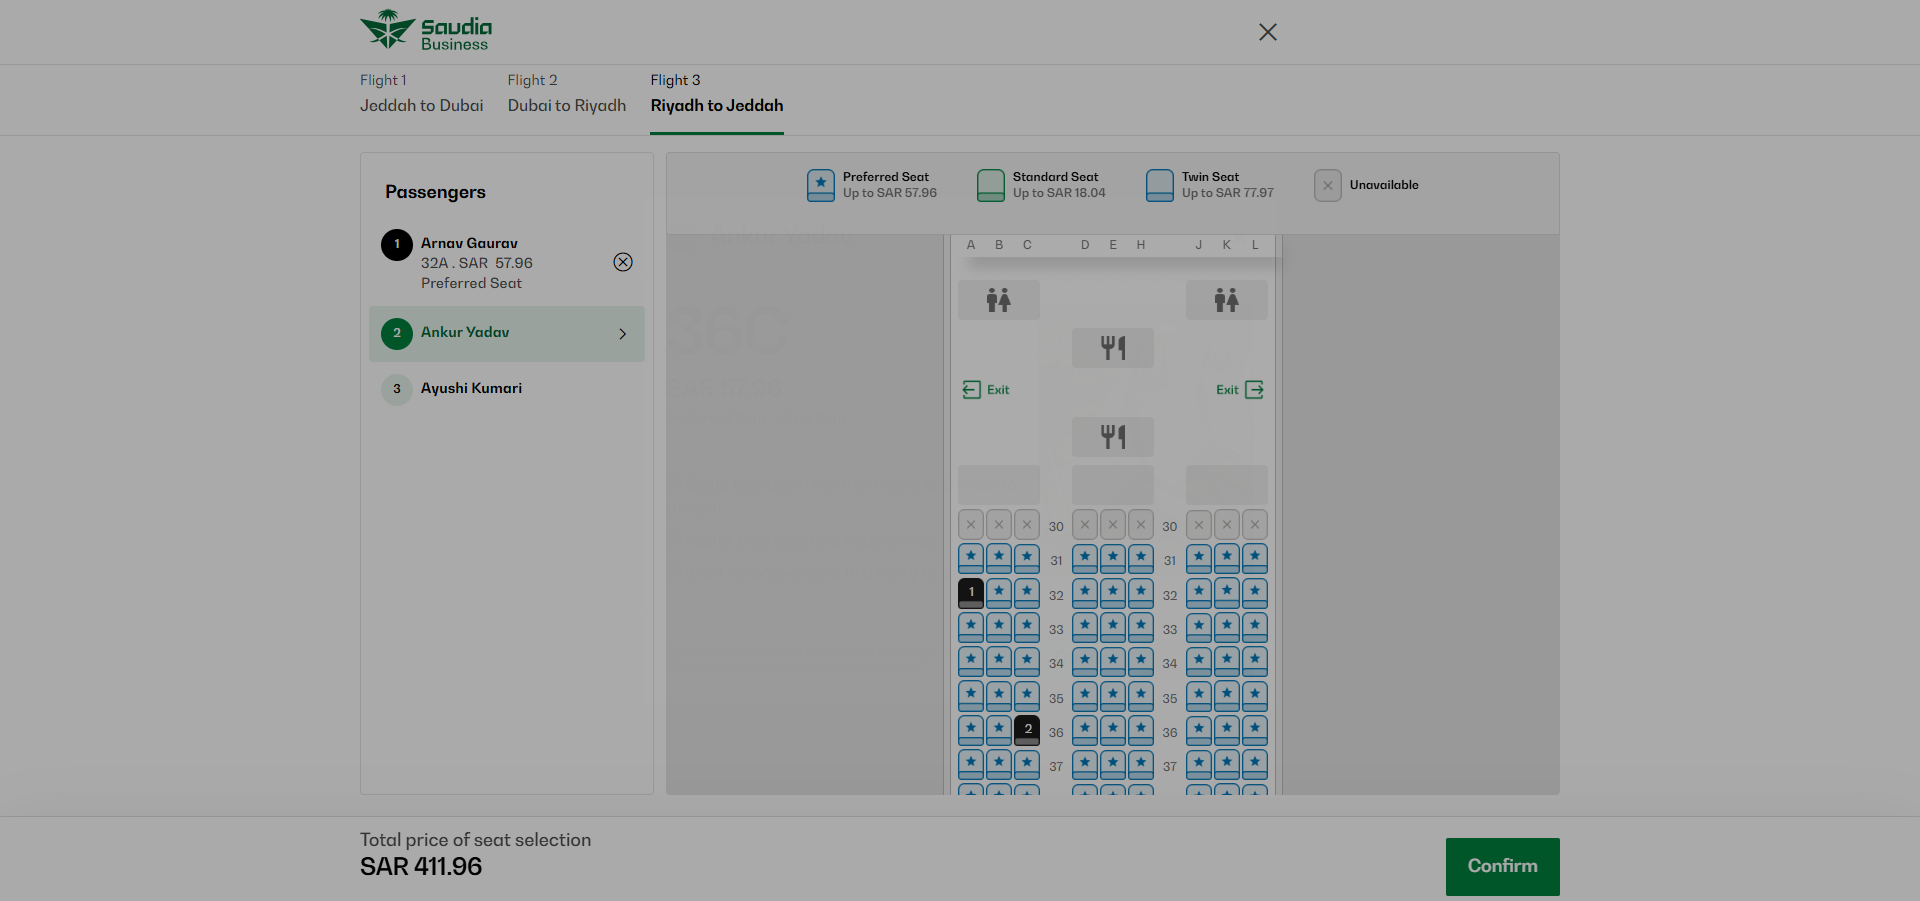 Saudia
Business
Flight 1
Jeddah to Dubai
Flight 2
Dubai to Riyadh
Flight 3
Riyadh to Jeddah
Passengers
1
Arnav Gaurav
32A . SAR 57.96
Preferred Seat
2
Ankur Yadav
3
Ayushi Kumari
Preferred Seat
Up to SAR 57.96
Standard Seat
Up to SAR 18.04
Twin Seat
Up to SAR 77.97
Unavailable
Ankur Yadav
36C
A B C D E H J K L
Exit Exit
30 30
31 31
1 32 32
33 33
34 34
35 35
2 36 36
37 37
Total price of seat selection
SAR 411.96
Confirm